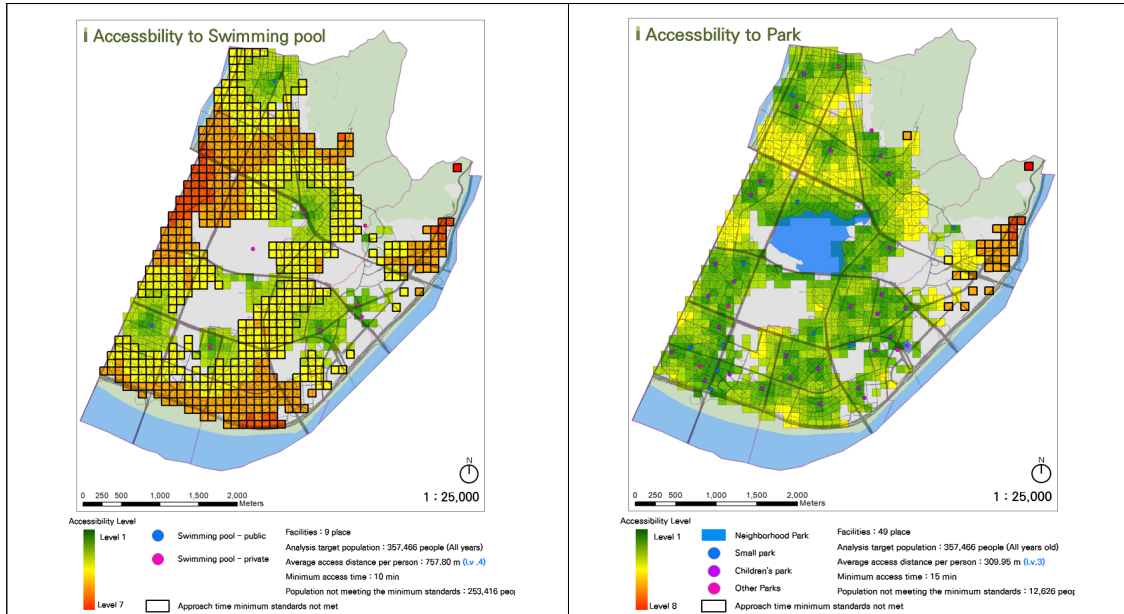 Accessbility to Swimming pool
N
0 250 500 1,000 1,500 2,000
Meters
1 : 25,000
Accessibility Level
Level 1
Level 7
Swimming pool - public
Swimming pool - private
Approach time minimum standards not met
Facilities : 9 place
Analysis target population : 357,466 people (All years)
Average access distance per person : 757.80 m (Lv .4)
Minimum access time : 10 min
Population not meeting the minimum standards : 253,416
Accessbility to Park
N
0 250 500 1,000 1,500 2,000
Meters
1 : 25,000
Accessibility Level
Level 1
Level 8
Neighborhood Park
Small park
Children's park
Other Parks
Approach time minimum standards not met
Facilities : 49 place
Analysis target population : 357,466 people (All years old)
Average access distance per person : 309.95 m (Lv.3)
Minimum access time : 15 min
Population not meeting the minimum standards : 12,626